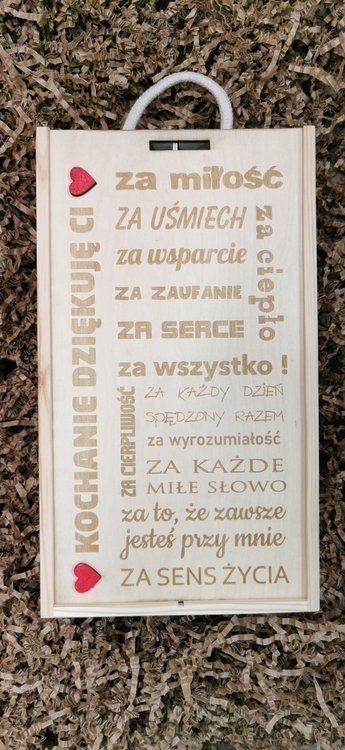 KOCHANIE DZIĘKUJĘ CI
za miłość
ZA UŚMIECH
za wsparcie
za ciepło
ZA ZAUFANIE
ZA SERCE
za wszystko !
ZA CIERPLIWOŚĆ
ZA KAŻDY DZIEŃ
SPĘDZONY RAZEM
za wyrozumiałość
ZA KAŻDE
MIŁE SŁOWO
za to, że zawsze
jesteś przy mnie
ZA SENS ŻYCIA